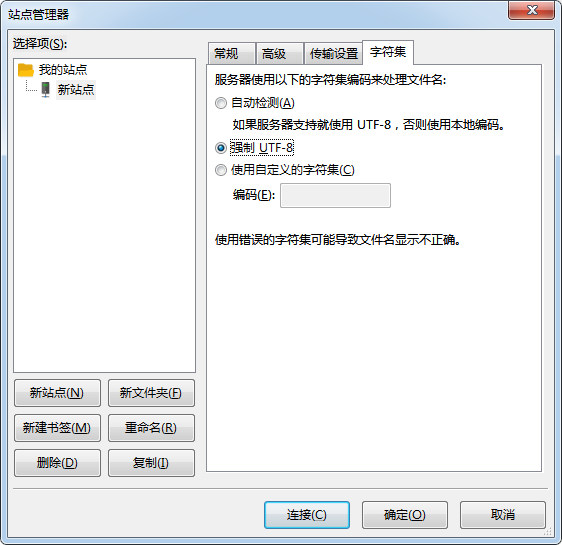 站点管理器
选择项(S):
我的站点
新站点
新站点(N)
新文件夹(F)
新建书签(M)
重命名(R)
删除(D)
复制(I)
常规
高级
传输设置
字符集
服务器使用以下的字符集编码来处理文件名:
自动检测(A)
如果服务器支持就使用 UTF-8，否则使用本地编码。
强制 UTF-8
使用自定义的字符集(C)
编码(E):
使用错误的字符集可能导致文件名显示不正确。
连接(C)
确定(O)
取消